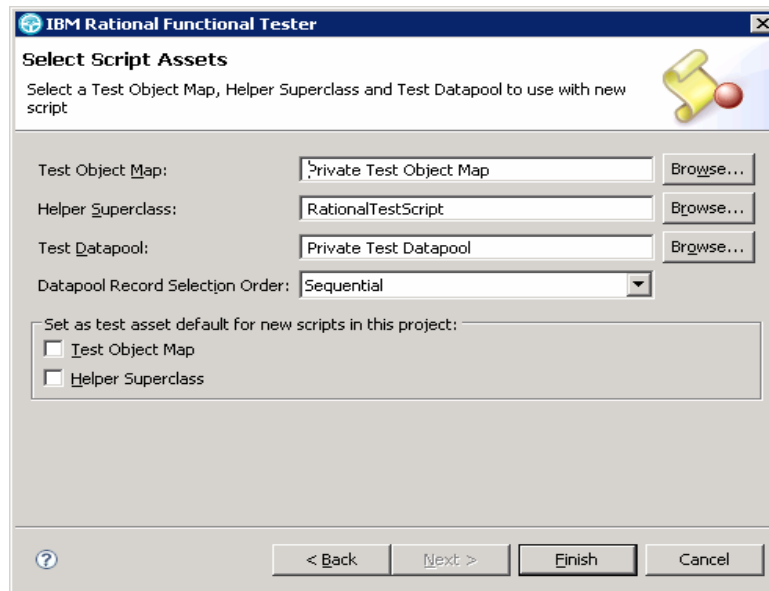 IBM Rational Functional Tester
Select Script Assets
Select a Test Object Map, Helper Superclass and Test Datapool to use with new
script
Test Object Map: Private Test Object Map Browse...
Helper Superclass: RationalTestScript Browse...
Test Datapool: Private Test Datapool Browse...
Datapool Record Selection Order: Sequential
Set as test asset default for new scripts in this project:
Test Object Map
Helper Superclass
? < Back Next > Finish Cancel